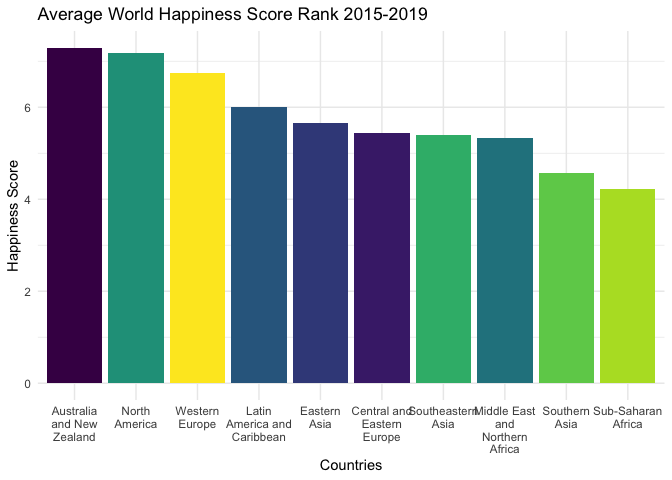 Average World Happiness Score Rank 2015-2019
Happiness Score
6
4
2
0
Australia
and New
Zealand
North
America
Western
Europe
Latin
America and
Caribbean
Eastern
Asia
Central and
Eastern
Europe
Southeastern
Asia
Middle East
and
Northern
Africa
Southern
Asia
Sub-Saharan
Africa
Countries